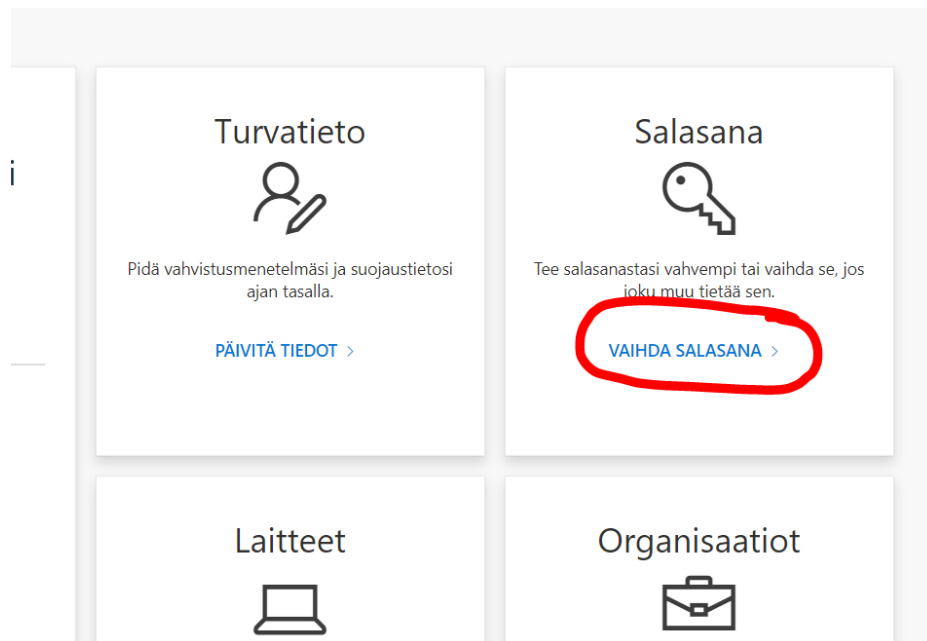 i
Turvatieto
Pidä vahvistusmenetelmäsi ja suojaustietosi
ajan tasalla.
PÄIVITÄ TIEDOT >
Salasana
Tee salasanastasi vahvempi tai vaihda se, jos
joku muu tietää sen.
VAIHDA SALASANA >
Laitteet
Organisaatiot